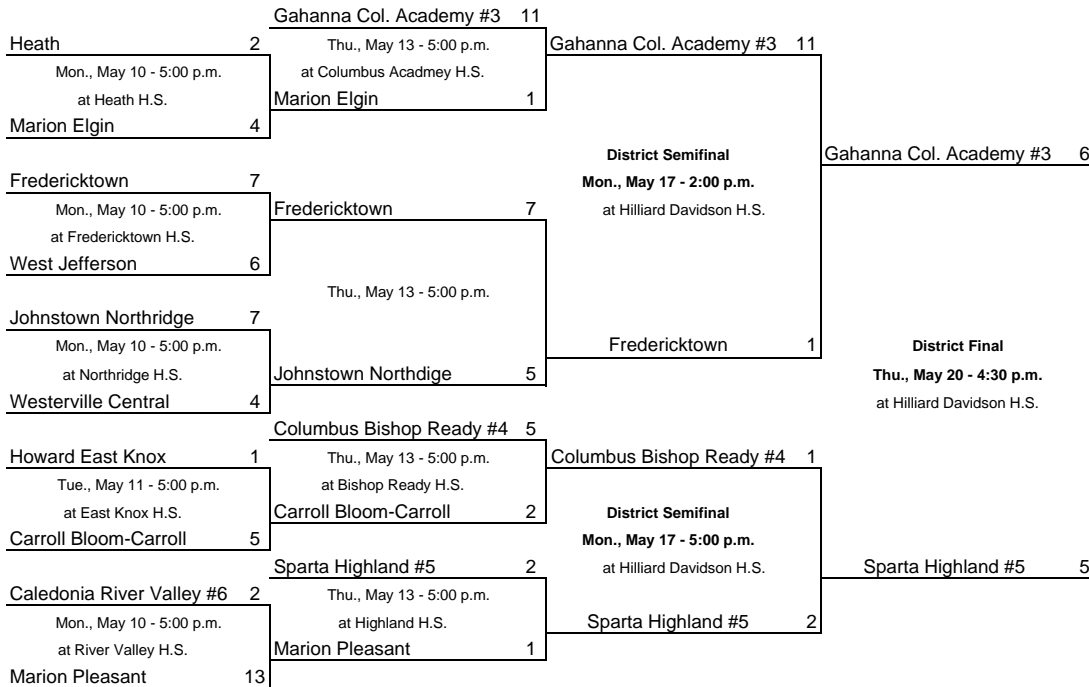 Gahanna Col. Academy #3 11
Heath 2
Thu., May 13 - 5:00 p.m.
Gahanna Col. Academy #3 11
Mon., May 10 - 5:00 p.m.
at Columbus Acadmey H.S.
at Heath H.S.
Marion Elgin 1
Marion Elgin 4
District Semifinal
Gahanna Col. Academy #3 6
Fredericktown 7
Mon., May 17 - 2:00 p.m.
Mon., May 10 - 5:00 p.m.
Fredericktown 7
at Hilliard Davidson H.S.
at Fredericktown H.S.
West Jefferson 6
Thu., May 13 - 5:00 p.m.
Johnstown Northridge 7
Mon., May 10 - 5:00 p.m.
Fredericktown 1
District Final
at Northridge H.S.
Johnstown Northdige 5
Thu., May 20 - 4:30 p.m.
Westerville Central 4
at Hilliard Davidson H.S.
Columbus Bishop Ready #4 5
Howard East Knox 1
Thu., May 13 - 5:00 p.m.
Columbus Bishop Ready #4 1
Tue., May 11 - 5:00 p.m.
at Bishop Ready H.S.
at East Knox H.S.
Carroll Bloom-Carroll 2
District Semifinal
Carroll Bloom-Carroll 5
Mon., May 17 - 5:00 p.m.
Sparta Highland #5 2
at Hilliard Davidson H.S.
Sparta Highland #5 5
Caledonia River Valley #6 2
Thu., May 13 - 5:00 p.m.
Mon., May 10 - 5:00 p.m.
at Highland H.S.
Sparta Highland #5 2
at River Valley H.S.
Marion Pleasant 1
Marion Pleasant 13